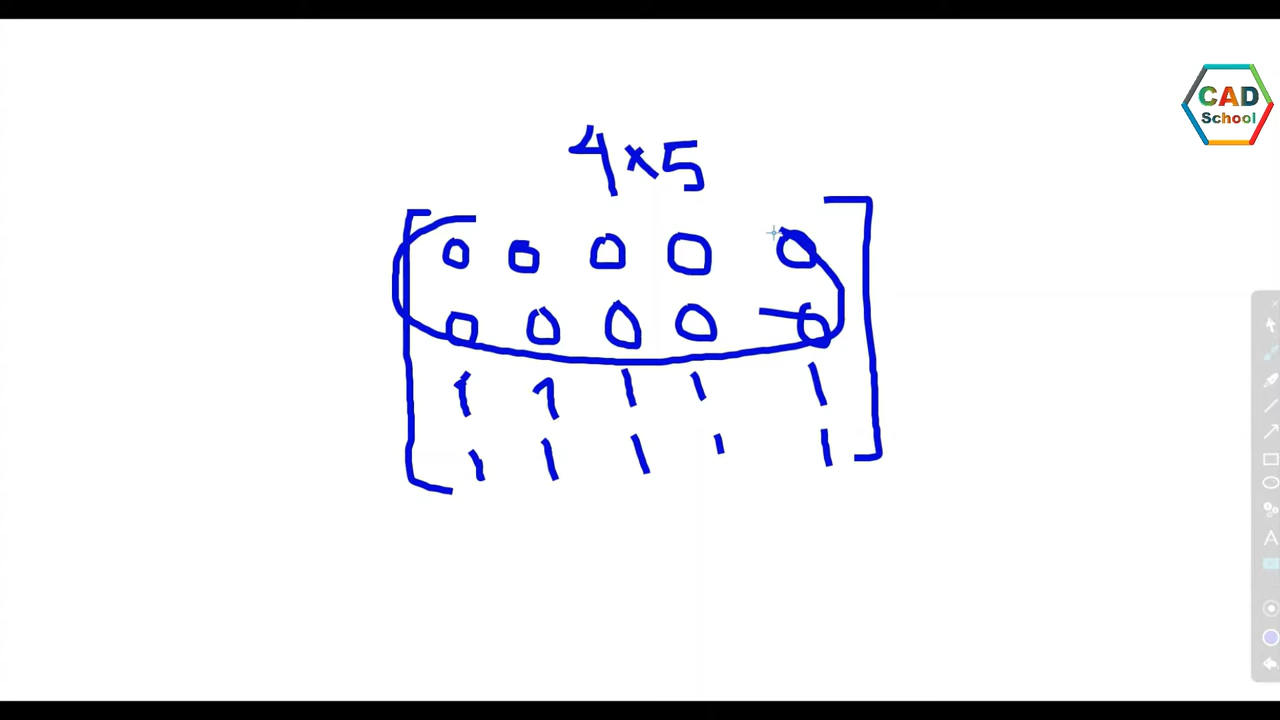 CAD
School
4×5
0 0 0 0 0
0 0 0 0 0
1 1 1 1 1
1 1 1 1 1
A